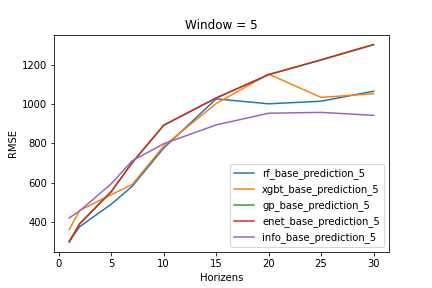 Window = 5
RMSE
1200
1000
800
600
400
0
5
10
15
20
25
30
Horizens
rf_base_prediction_5
xgbt_base_prediction_5
gp_base_prediction_5
enet_base_prediction_5
info_base_prediction_5